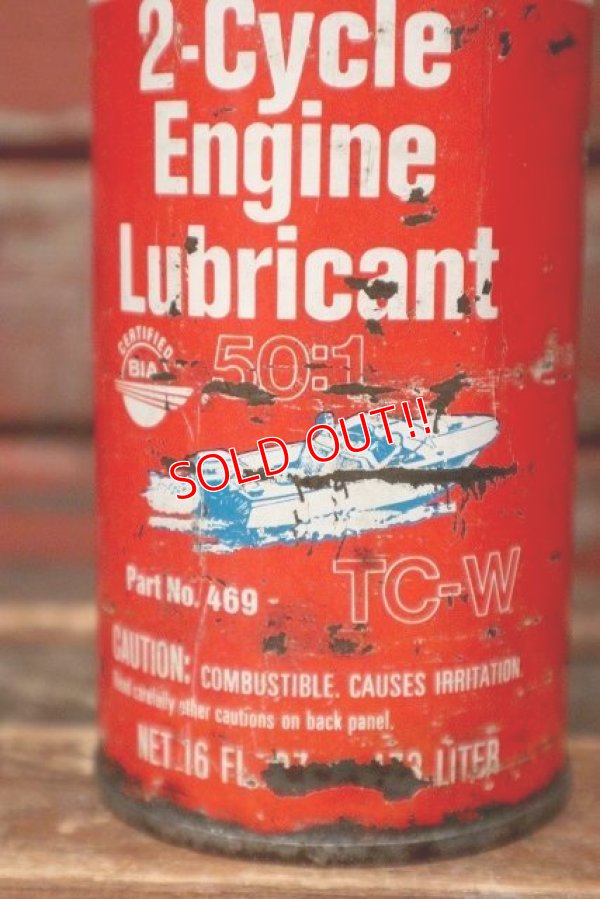 2-Cycle
Engine
Lubricant
CERTIFIED
BIA
50:1
SOLD OUT!!
TC-W
Part No. 469
CAUTION: COMBUSTIBLE. CAUSES IRRITATION.
carefully other cautions on back panel.
NET 16 FL. LITER